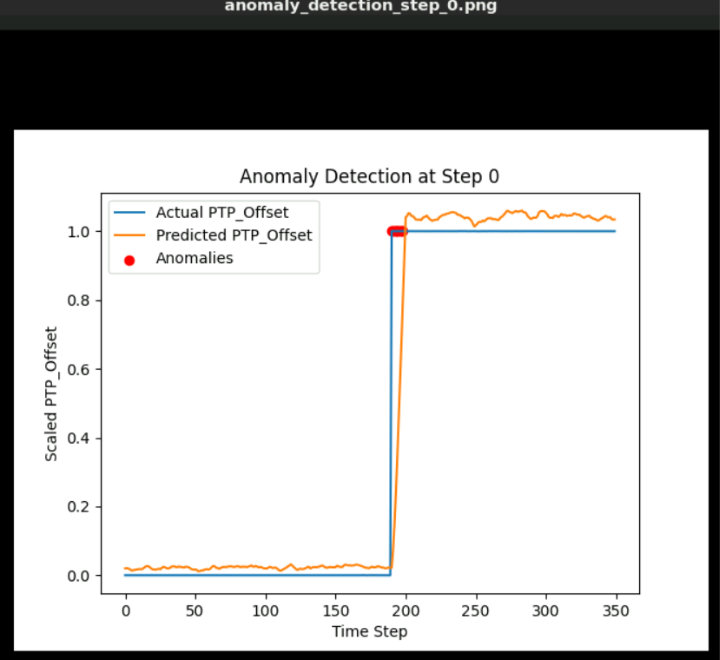 anomaly_detection_step_0.png
Anomaly Detection at Step 0
Actual PTP_Offset
Predicted PTP_Offset
Anomalies
Scaled PTP_Offset
1.0
0.8
0.6
0.4
0.2
0.0
0 50 100 150 200 250 300 350
Time Step